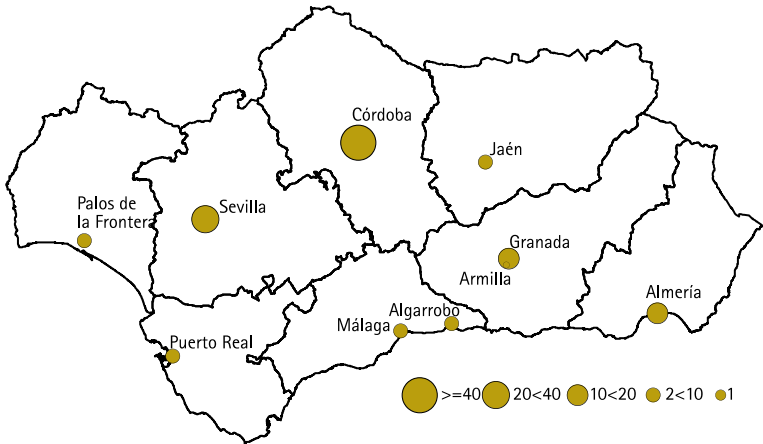 Córdoba
Jaén
Palos de
la Frontera
Sevilla
Granada
Armilla
Almería
Algarrobo
Málaga
Puerto Real
>=40 20<40 10<20 2<10 1